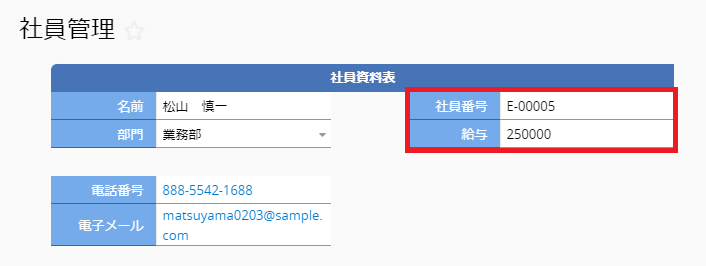 社員管理
社員資料表
名前 松山　慎一 社員番号 E-00005
部門 業務部 給与 250000
電話番号 888-5542-1688
電子メール matsuyama0203@sample.
com